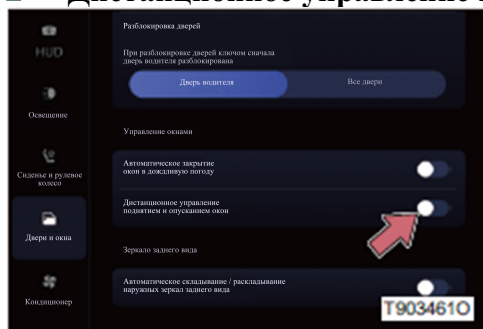 Дистанционное управление
HUD
Освещение
Сиденье и рулевое
колесо
Двери и окна
Кондиционер
Разблокировка дверей
При разблокировке дверей ключом сначала
дверь водителя разблокирована
Дверь водителя
Все двери
Управление окнами
Автоматическое закрытие
окон в дождливую погоду
Дистанционное управление
поднятием и опусканием окон
Зеркало заднего вида
Автоматическое складывание / раскладывание
наружных зеркал заднего вида
T903461O